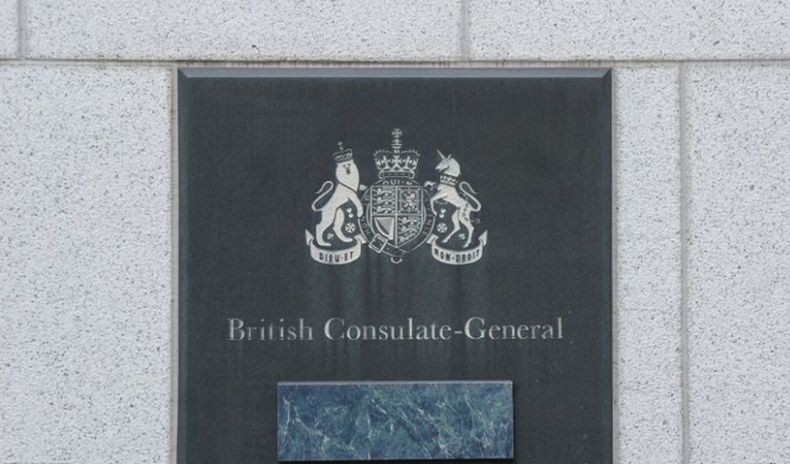 DIEU·ET MON·DROIT
British Consulate-General